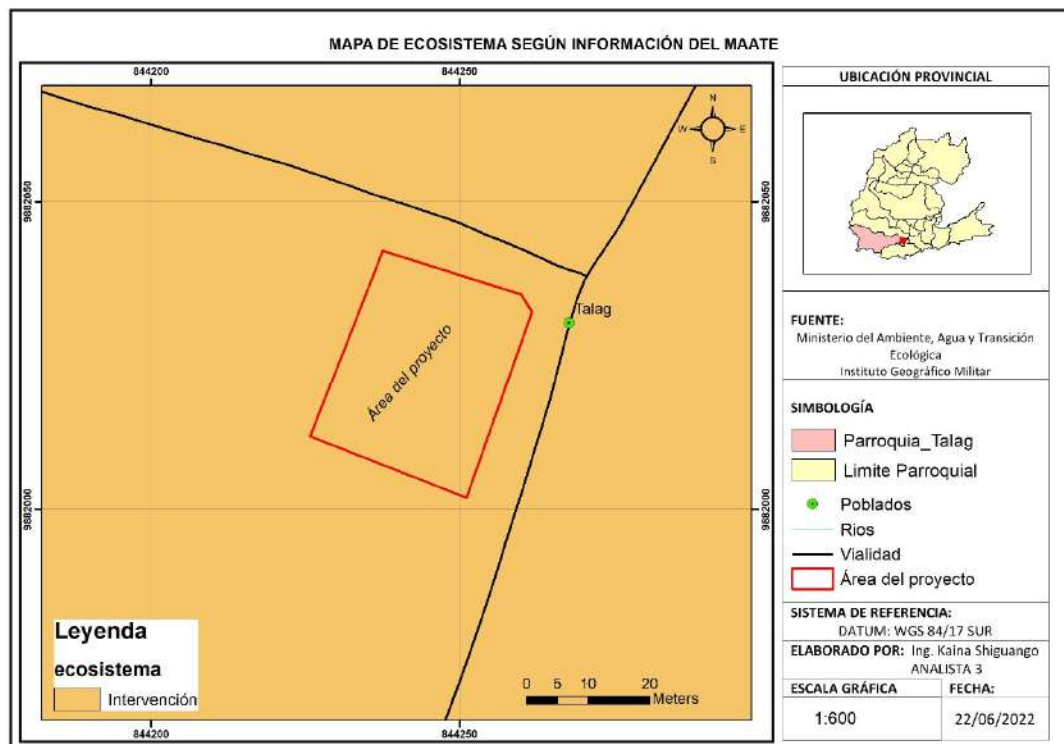 MAPA DE ECOSISTEMA SEGÚN INFORMACIÓN DEL MAATE
844200
844250
N
W
E
S
9882050
9882050
Talag
Área del proyecto
9882000
9882000
Leyenda
ecosistema
Intervención
0 5 10 20
Meters
844200
844250
UBICACIÓN PROVINCIAL
FUENTE:
Ministerio del Ambiente, Agua y Transición
Ecológica
Instituto Geográfico Militar
SIMBOLOGÍA
Parroquia_Talag
Limite Parroquial
Poblados
Rios
Vialidad
Área del proyecto
SISTEMA DE REFERENCIA:
DATUM: WGS 84/17 SUR
ELABORADO POR: Ing. Kaina Shiguango
ANALISTA 3
ESCALA GRÁFICA
FECHA:
1:600
22/06/2022